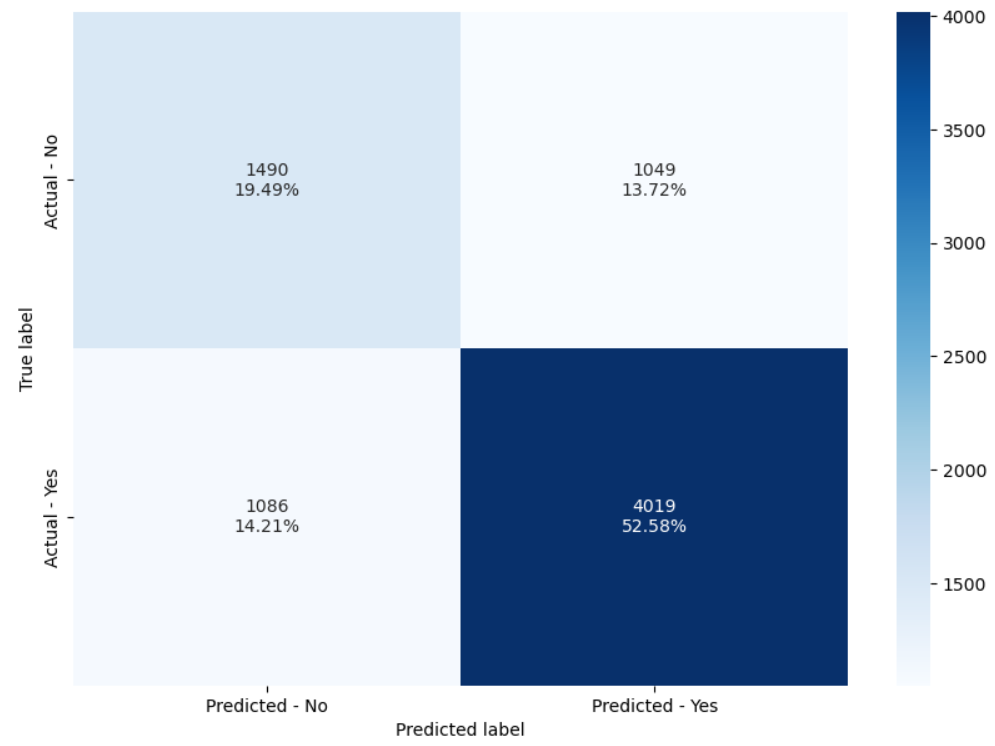 4000
Actual - No
1490
19.49%
1049
13.72%
3500
3000
True label
2500
2000
Actual - Yes
1086
14.21%
4019
52.58%
1500
Predicted - No
Predicted - Yes
Predicted label